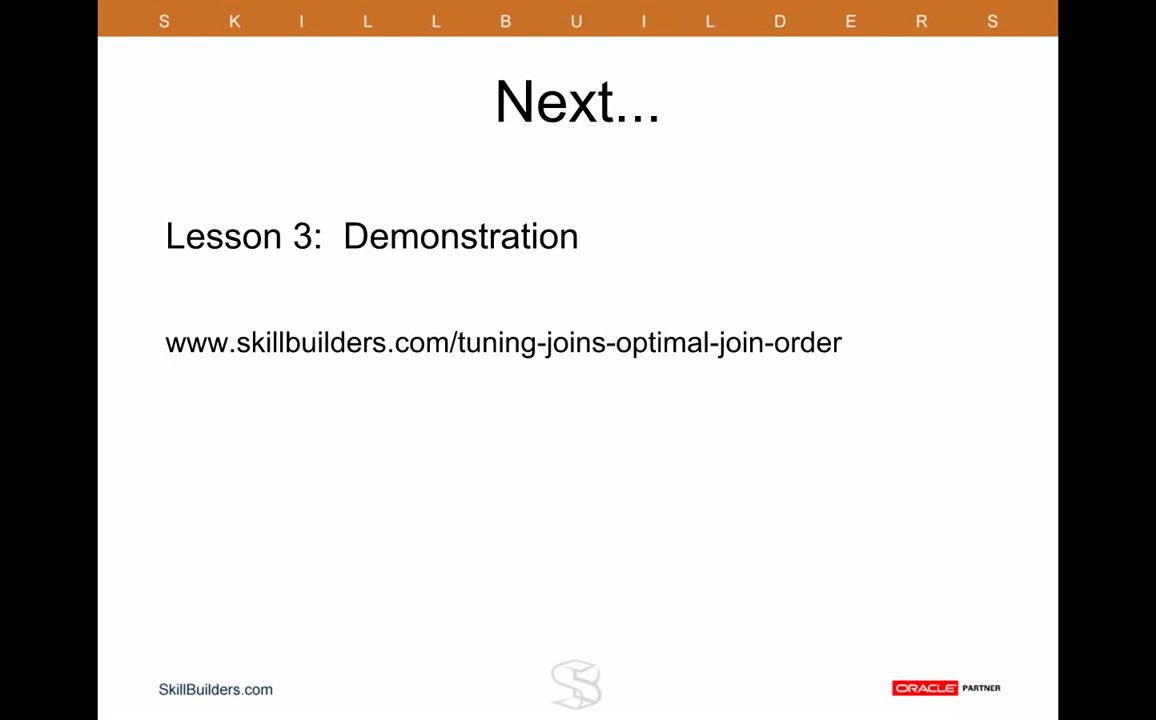 S K I L L B U I L D E R S
Next...
Lesson 3: Demonstration
www.skillbuilders.com/tuning-joins-optimal-join-order
SkillBuilders.com
ORACLE PARTNER